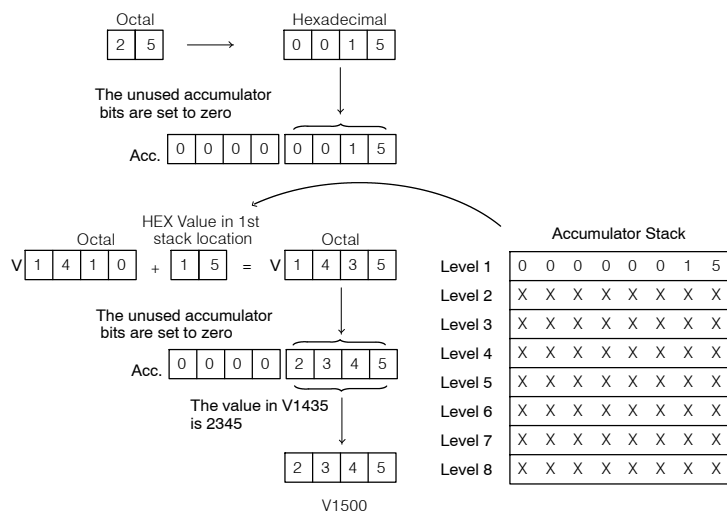 Octal
Hexadecimal
2 5
0 0 1 5
The unused accumulator
bits are set to zero
Acc. 0 0 0 0 0 0 1 5
HEX Value in 1st
stack location
Octal
Octal
V 1 4 1 0 + 1 5 = V 1 4 3 5
The unused accumulator
bits are set to zero
Acc. 0 0 0 0 2 3 4 5
The value in V1435
is 2345
2 3 4 5
V1500
Accumulator Stack
Level 1 0 0 0 0 0 0 1 5
Level 2 X X X X X X X X
Level 3 X X X X X X X X
Level 4 X X X X X X X X
Level 5 X X X X X X X X
Level 6 X X X X X X X X
Level 7 X X X X X X X X
Level 8 X X X X X X X X